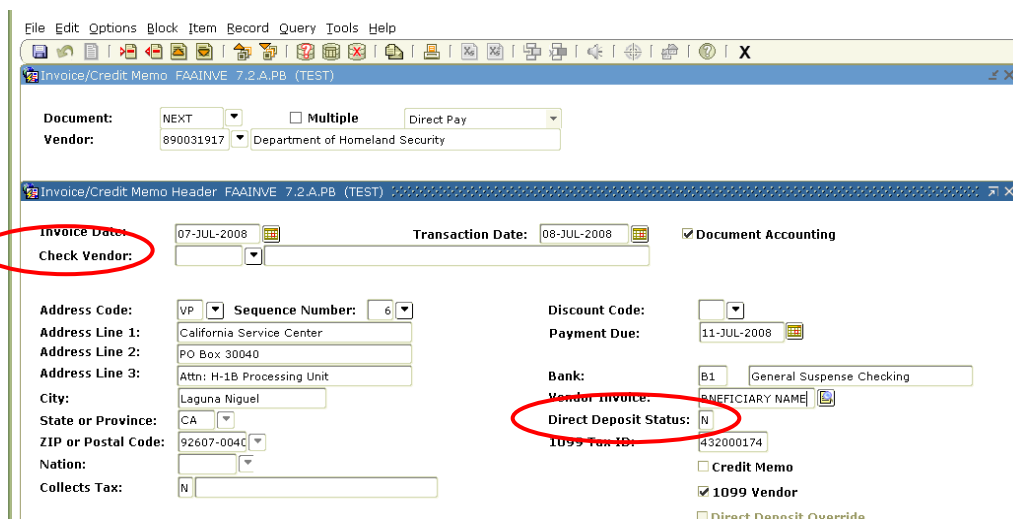 File Edit Options Block Item Record Query Tools Help
X
Invoice/Credit Memo FAAINVE 7.2.A.PB (TEST)
Document: NEXT Multiple Direct Pay
Vendor: 890031917 Department of Homeland Security
Invoice/Credit Memo Header FAAINVE 7.2.A.PB (TEST)
Invoice Date: 07-JUL-2008 Transaction Date: 08-JUL-2008 Document Accounting
Check Vendor:
Address Code: VP Sequence Number: 6 Discount Code:
Address Line 1: California Service Center Payment Due: 11-JUL-2008
Address Line 2: PO Box 30040
Address Line 3: Attn: H-1B Processing Unit Bank: B1 General Suspense Checking
City: Laguna Niguel Vendor Invoice: BNEFICIARY NAME
State or Province: CA Direct Deposit Status: N
ZIP or Postal Code: 92607-0040 1099 Tax ID: 432000174
Nation: Credit Memo
Collects Tax: N 1099 Vendor
Direct Deposit Override